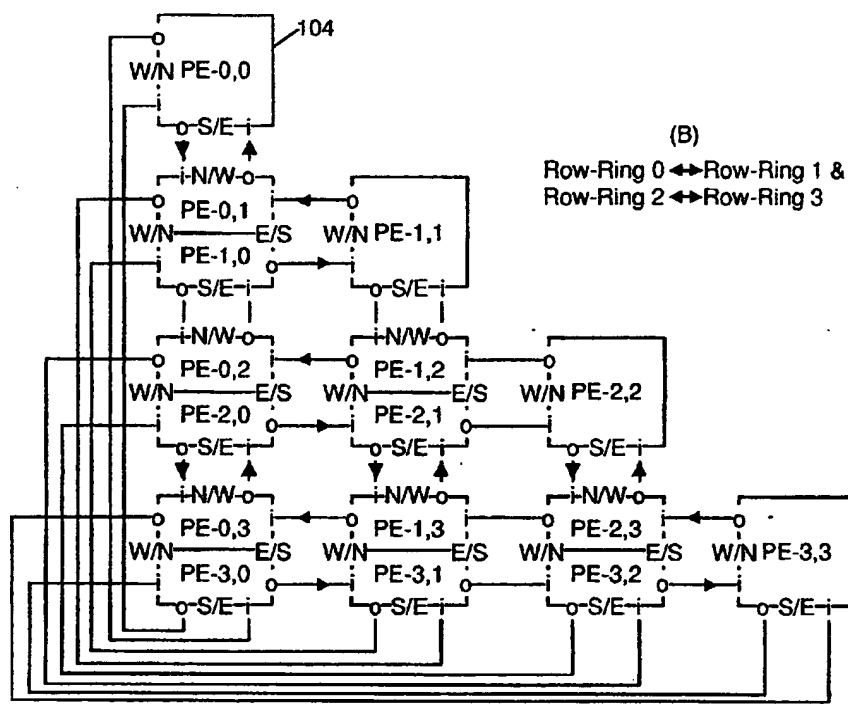 104
o
W/N PE-0,0
i
o S/E i
(B)
Row-Ring 0 ↔ Row-Ring 1 &
Row-Ring 2 ↔ Row-Ring 3
i N/W o
o PE-0,1 i o
W/N E/S W/N PE-1,1
i PE-1,0 o i
o S/E i o S/E i
i N/W o i N/W o
o PE-0,2 i o PE-1,2 i o
W/N E/S W/N E/S W/N PE-2,2
i PE-2,0 o i PE-2,1 o i
o S/E i o S/E i o S/E i
i N/W o i N/W o i N/W o
o PE-0,3 i o PE-1,3 i o PE-2,3 i o
W/N E/S W/N E/S W/N E/S W/N PE-3,3
i PE-3,0 o i PE-3,1 o i PE-3,2 o i
o S/E i o S/E i o S/E i o S/E i